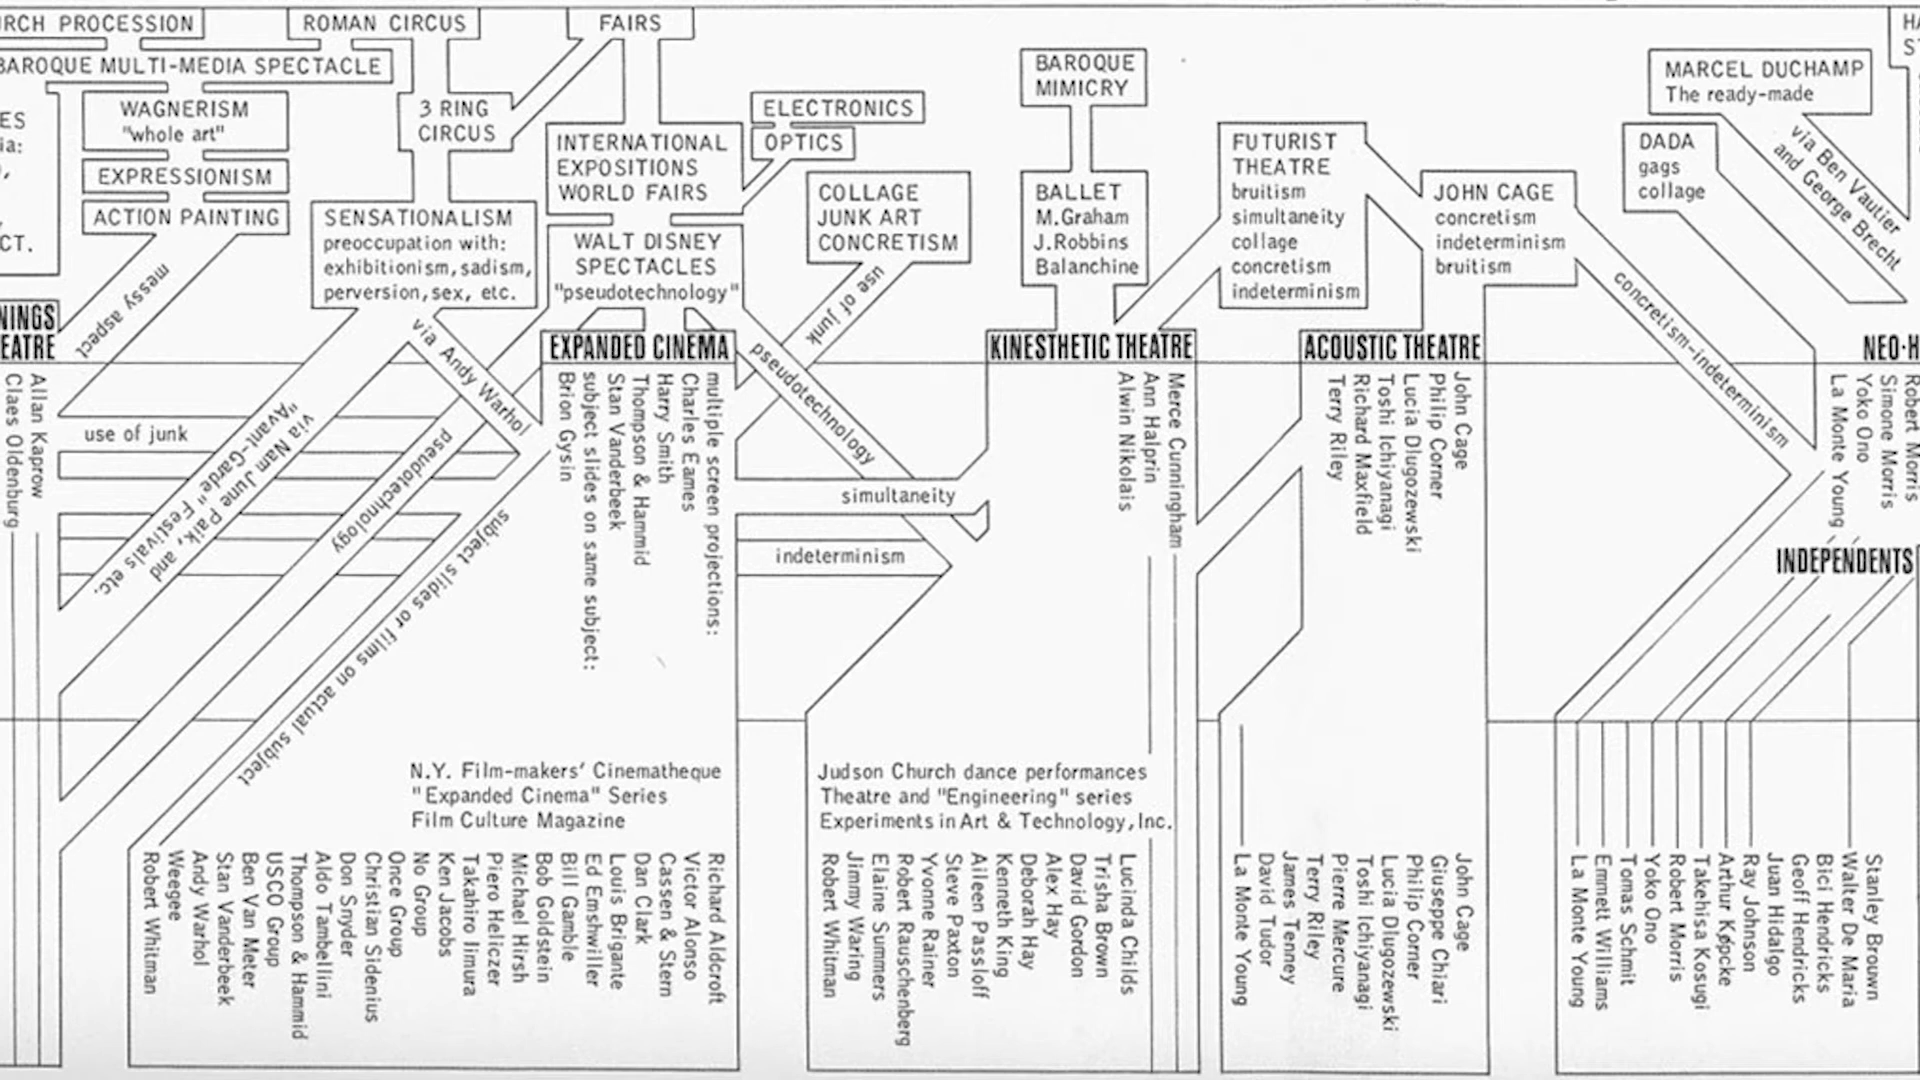 RCH PROCESSION
ROMAN CIRCUS
FAIRS
BAROQUE MULTI-MEDIA SPECTACLE
WAGNERISM
"whole art"
EXPRESSIONISM
ACTION PAINTING
ES
ia:
CT.
messy aspect
3 RING
CIRCUS
SENSATIONALISM
preoccupation with:
exhibitionism, sadism,
perversion, sex, etc.
INTERNATIONAL
EXPOSITIONS
WORLD FAIRS
WALT DISNEY
SPECTACLES
"pseudotechnology"
ELECTRONICS
OPTICS
COLLAGE
JUNK ART
CONCRETISM
use of junk
BAROQUE
MIMICRY
BALLET
M.Graham
J.Robbins
Balanchine
FUTURIST
THEATRE
bruitism
simultaneity
collage
concretism
indeterminism
JOHN CAGE
concretism
indeterminism
bruitism
MARCEL DUCHAMP
The ready-made
DADA
gags
collage
via Ben Vautier
and George Brecht
HA
S
concretism-indeterminism
NINGS
EATRE
Allan Kaprow
Claes Oldenburg
use of junk
via Nam June Paik, and
"Avant-Garde" Festivals etc.
via Andy Warhol
pseudotechnology
subject slides or films on actual subject
EXPANDED CINEMA
multiple screen projections:
Charles Eames
Harry Smith
Thompson & Hammid
Stan Vanderbeek
subject slides on same subject:
Brion Gysin
pseudotechnology
simultaneity
indeterminism
KINESTHETIC THEATRE
Merce Cunningham
Ann Halprin
Alwin Nikolais
ACOUSTIC THEATRE
John Cage
Philip Corner
Lucia Dlugozewski
Toshi Ichiyanagi
Richard Maxfield
Terry Riley
NEO-H
Robert Morris
Simone Morris
Yoko Ono
La Monte Young
INDEPENDENTS
N.Y. Film-makers' Cinematheque
"Expanded Cinema" Series
Film Culture Magazine
Richard Aldcroft
Victor Alonso
Cassen & Stern
Dan Clark
Louis Brigante
Ed Emshwiller
Bill Gamble
Bob Goldstein
Michael Hirsh
Piero Heliczer
Takahiro Iimura
Ken Jacobs
No Group
Once Group
Christian Sidenius
Don Snyder
Aldo Tambellini
Thompson & Hammid
USCO Group
Ben Van Meter
Stan Vanderbeek
Andy Warhol
Weegee
Robert Whitman
Judson Church dance performances
Theatre and "Engineering" series
Experiments in Art & Technology, Inc.
Lucinda Childs
Trisha Brown
David Gordon
Alex Hay
Deborah Hay
Kenneth King
Aileen Passloff
Steve Paxton
Yvonne Rainer
Robert Rauschenberg
Elaine Summers
Jimmy Waring
Robert Whitman
John Cage
Giuseppe Chiari
Philip Corner
Lucia Dlugozewski
Toshi Ichiyanagi
Pierre Mercure
Terry Riley
James Tenney
David Tudor
La Monte Young
Stanley Brouwn
Walter De Maria
Bici Hendricks
Geoff Hendricks
Juan Hidalgo
Ray Johnson
Arthur Køpcke
Takehisa Kosugi
Robert Morris
Yoko Ono
Tomas Schmit
Emmett Williams
La Monte Young